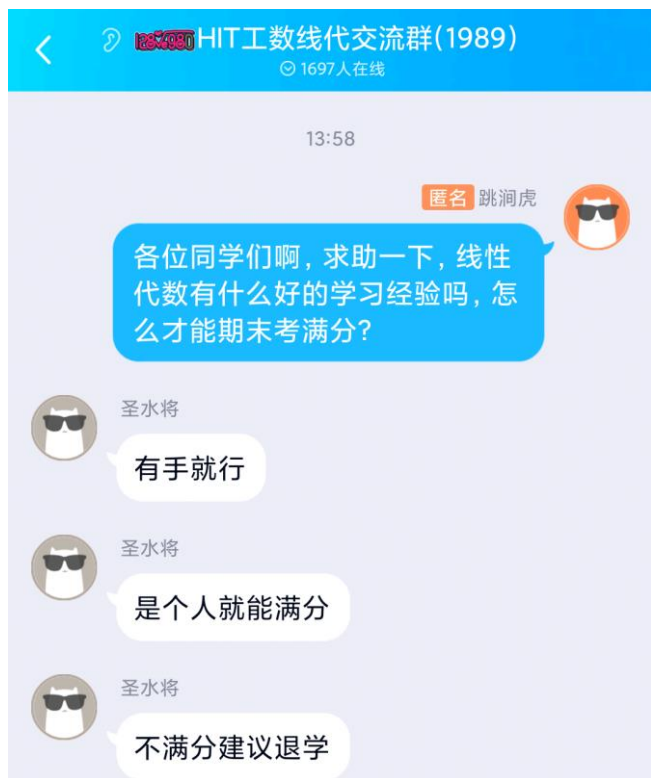 HIT工数线代交流群(1989)
1697人在线
13:58
匿名 跳涧虎
各位同学们啊, 求助一下, 线性
代数有什么好的学习经验吗, 怎
么才能期末考满分?
圣水将
有手就行
圣水将
是个人就能满分
圣水将
不满分建议退学